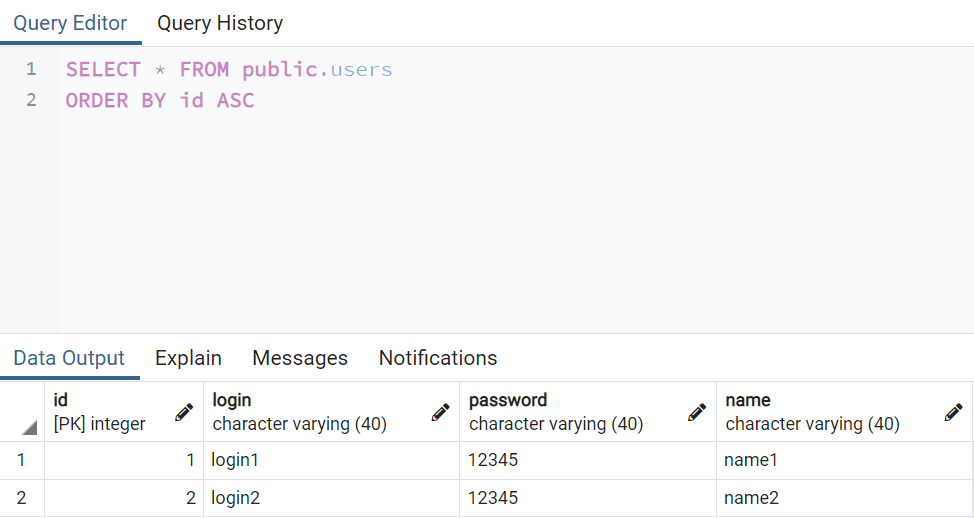 Query Editor Query History
1 SELECT * FROM public.users
2 ORDER BY id ASC
Data Output Explain Messages Notifications
id login password name
[PK] integer character varying (40) character varying (40) character varying (40)
1 1 login1 12345 name1
2 2 login2 12345 name2